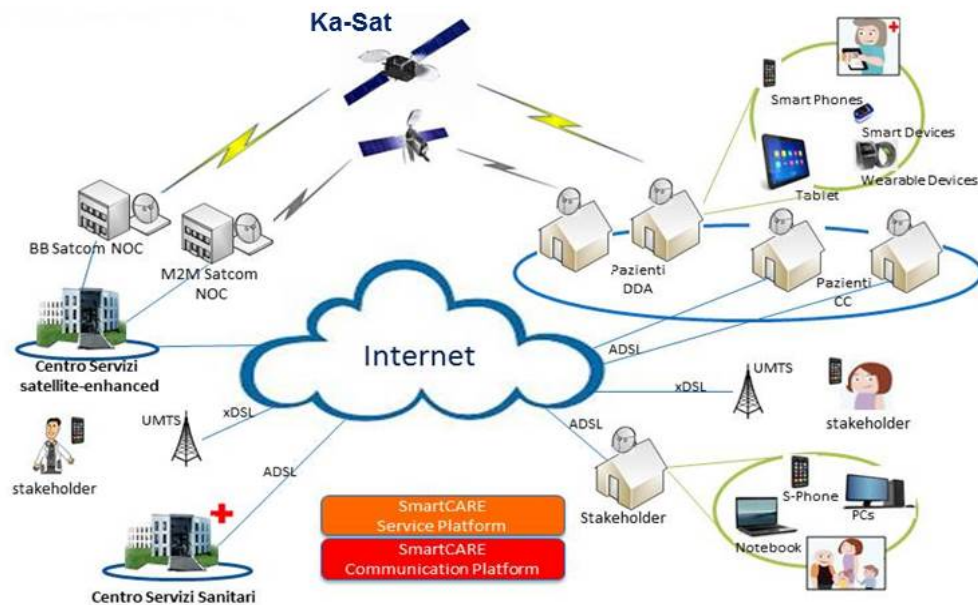 Ka-Sat
Smart Phones
Smart Devices
Wearable Devices
Tablet
BB Satcom NOC
M2M Satcom
NOC
Pazienti
DDA
Pazienti
CC
Internet
ADSL
Centro Servizi
satellite-enhanced
xDSL
UMTS
stakeholder
UMTS
xDSL
ADSL
stakeholder
ADSL
Stakeholder
S-Phone
PCs
Notebook
SmartCARE
Service Platform
SmartCARE
Communication Platform
Centro Servizi Sanitari